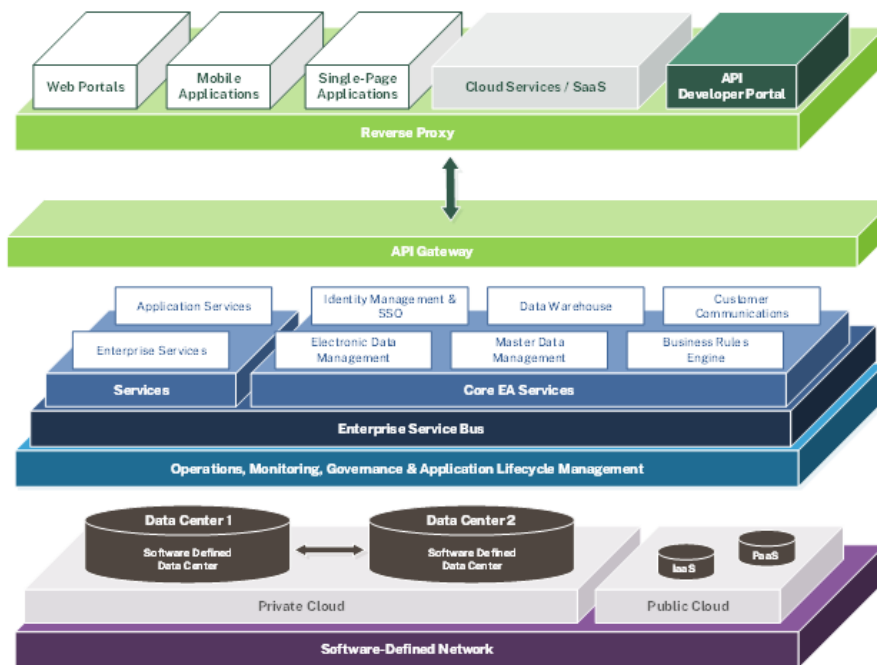 Web Portals
Mobile
Applications
Single-Page
Applications
Cloud Services / SaaS
API
Developer Portal
Reverse Proxy
API Gateway
Application Services
Identity Management &
SSO
Data Warehouse
Customer
Communications
Enterprise Services
Electronic Data
Management
Master Data
Management
Business Rules
Engine
Services
Core EA Services
Enterprise Service Bus
Operations, Monitoring, Governance & Application Lifecycle Management
Data Center 1
Software Defined
Data Center
Data Center 2
Software Defined
Data Center
IaaS
PaaS
Private Cloud
Public Cloud
Software-Defined Network